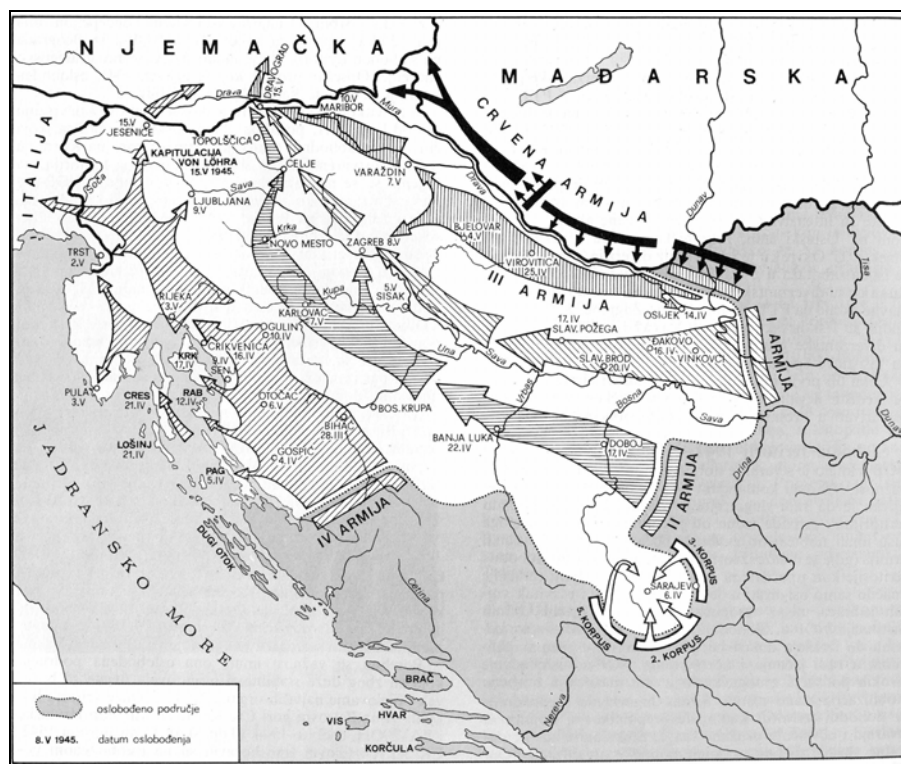 NJEMAČKA
MAĐARSKA
ITALIJA
CRVENA ARMIJA
Drava
DRAVOGRAD
15.V
10.V
MARIBOR
Mura
15.V
JESENICE
TOPOLŠČICA
KAPITULACIJA
VON LÖHRA
15.V 1945.
CELJE
VARAŽDIN
7.V
Drava
Dunav
Tisa
Soča
Sava
LJUBLJANA
9.V
Krka
NOVO MESTO
ZAGREB 8.V
BJELOVAR
4.V
VIROVITICA
25.IV
III ARMIJA
TRST
2.V
RIJEKA
3.V
Kupa
5.V
SISAK
KARLOVAC
7.V
OGULIN
10.IV
CRIKVENICA
16.IV
KRK
17.IV
9.IV
SENJ
17.IV
SLAV. POŽEGA
OSIJEK 14.IV
ĐAKOVO
16.IV
VINKOVCI
SLAV. BROD
20.IV
I ARMIJA
PULA
3.V
CRES
21.IV
RAB
12.IV
OTOČAC
6.V
Una
Sava
Vrbas
Bosna
Sava
Dunav
LOŠINJ
21.IV
BIHAĆ
28.III
BOS. KRUPA
GOSPIĆ
4.IV
BANJA LUKA
22.IV
DOBOJ
17.IV
Drina
PAG
5.IV
IV ARMIJA
II ARMIJA
DUGI OTOK
JADRANSKO MORE
Cetina
SARAJEVO
6.IV
3. KORPUS
5. KORPUS
2. KORPUS
BRAČ
HVAR
VIS
KORČULA
Neretva
oslobođeno područje
8.V 1945. datum oslobođenja